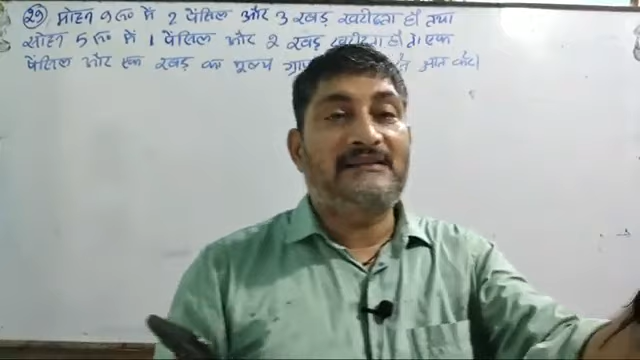 (29) मोहन 9 रु० में 2 पेंसिल और 3 रबड़ खरीदता है तथा
सोहन 5 रु० में 1 पेंसिल और 2 रबड़ खरीदता है तो एक
पेंसिल और एक रबड़ का मूल्य ज्ञात करें।